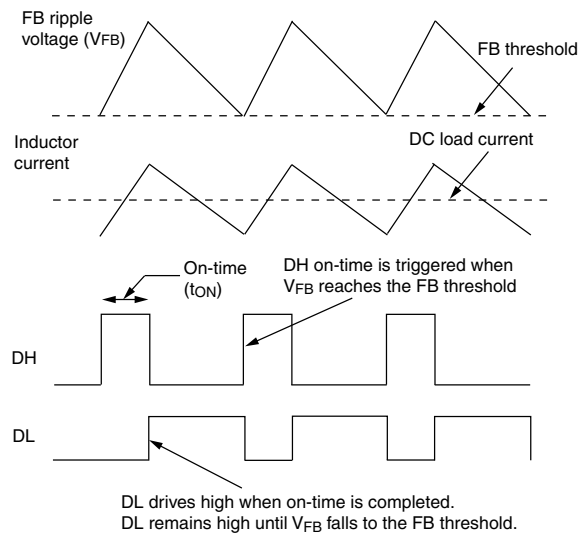 FB ripple
voltage (VFB)
FB threshold
Inductor
current
DC load current
On-time
(tON)
DH on-time is triggered when
VFB reaches the FB threshold
DH
DL
DL drives high when on-time is completed.
DL remains high until VFB falls to the FB threshold.